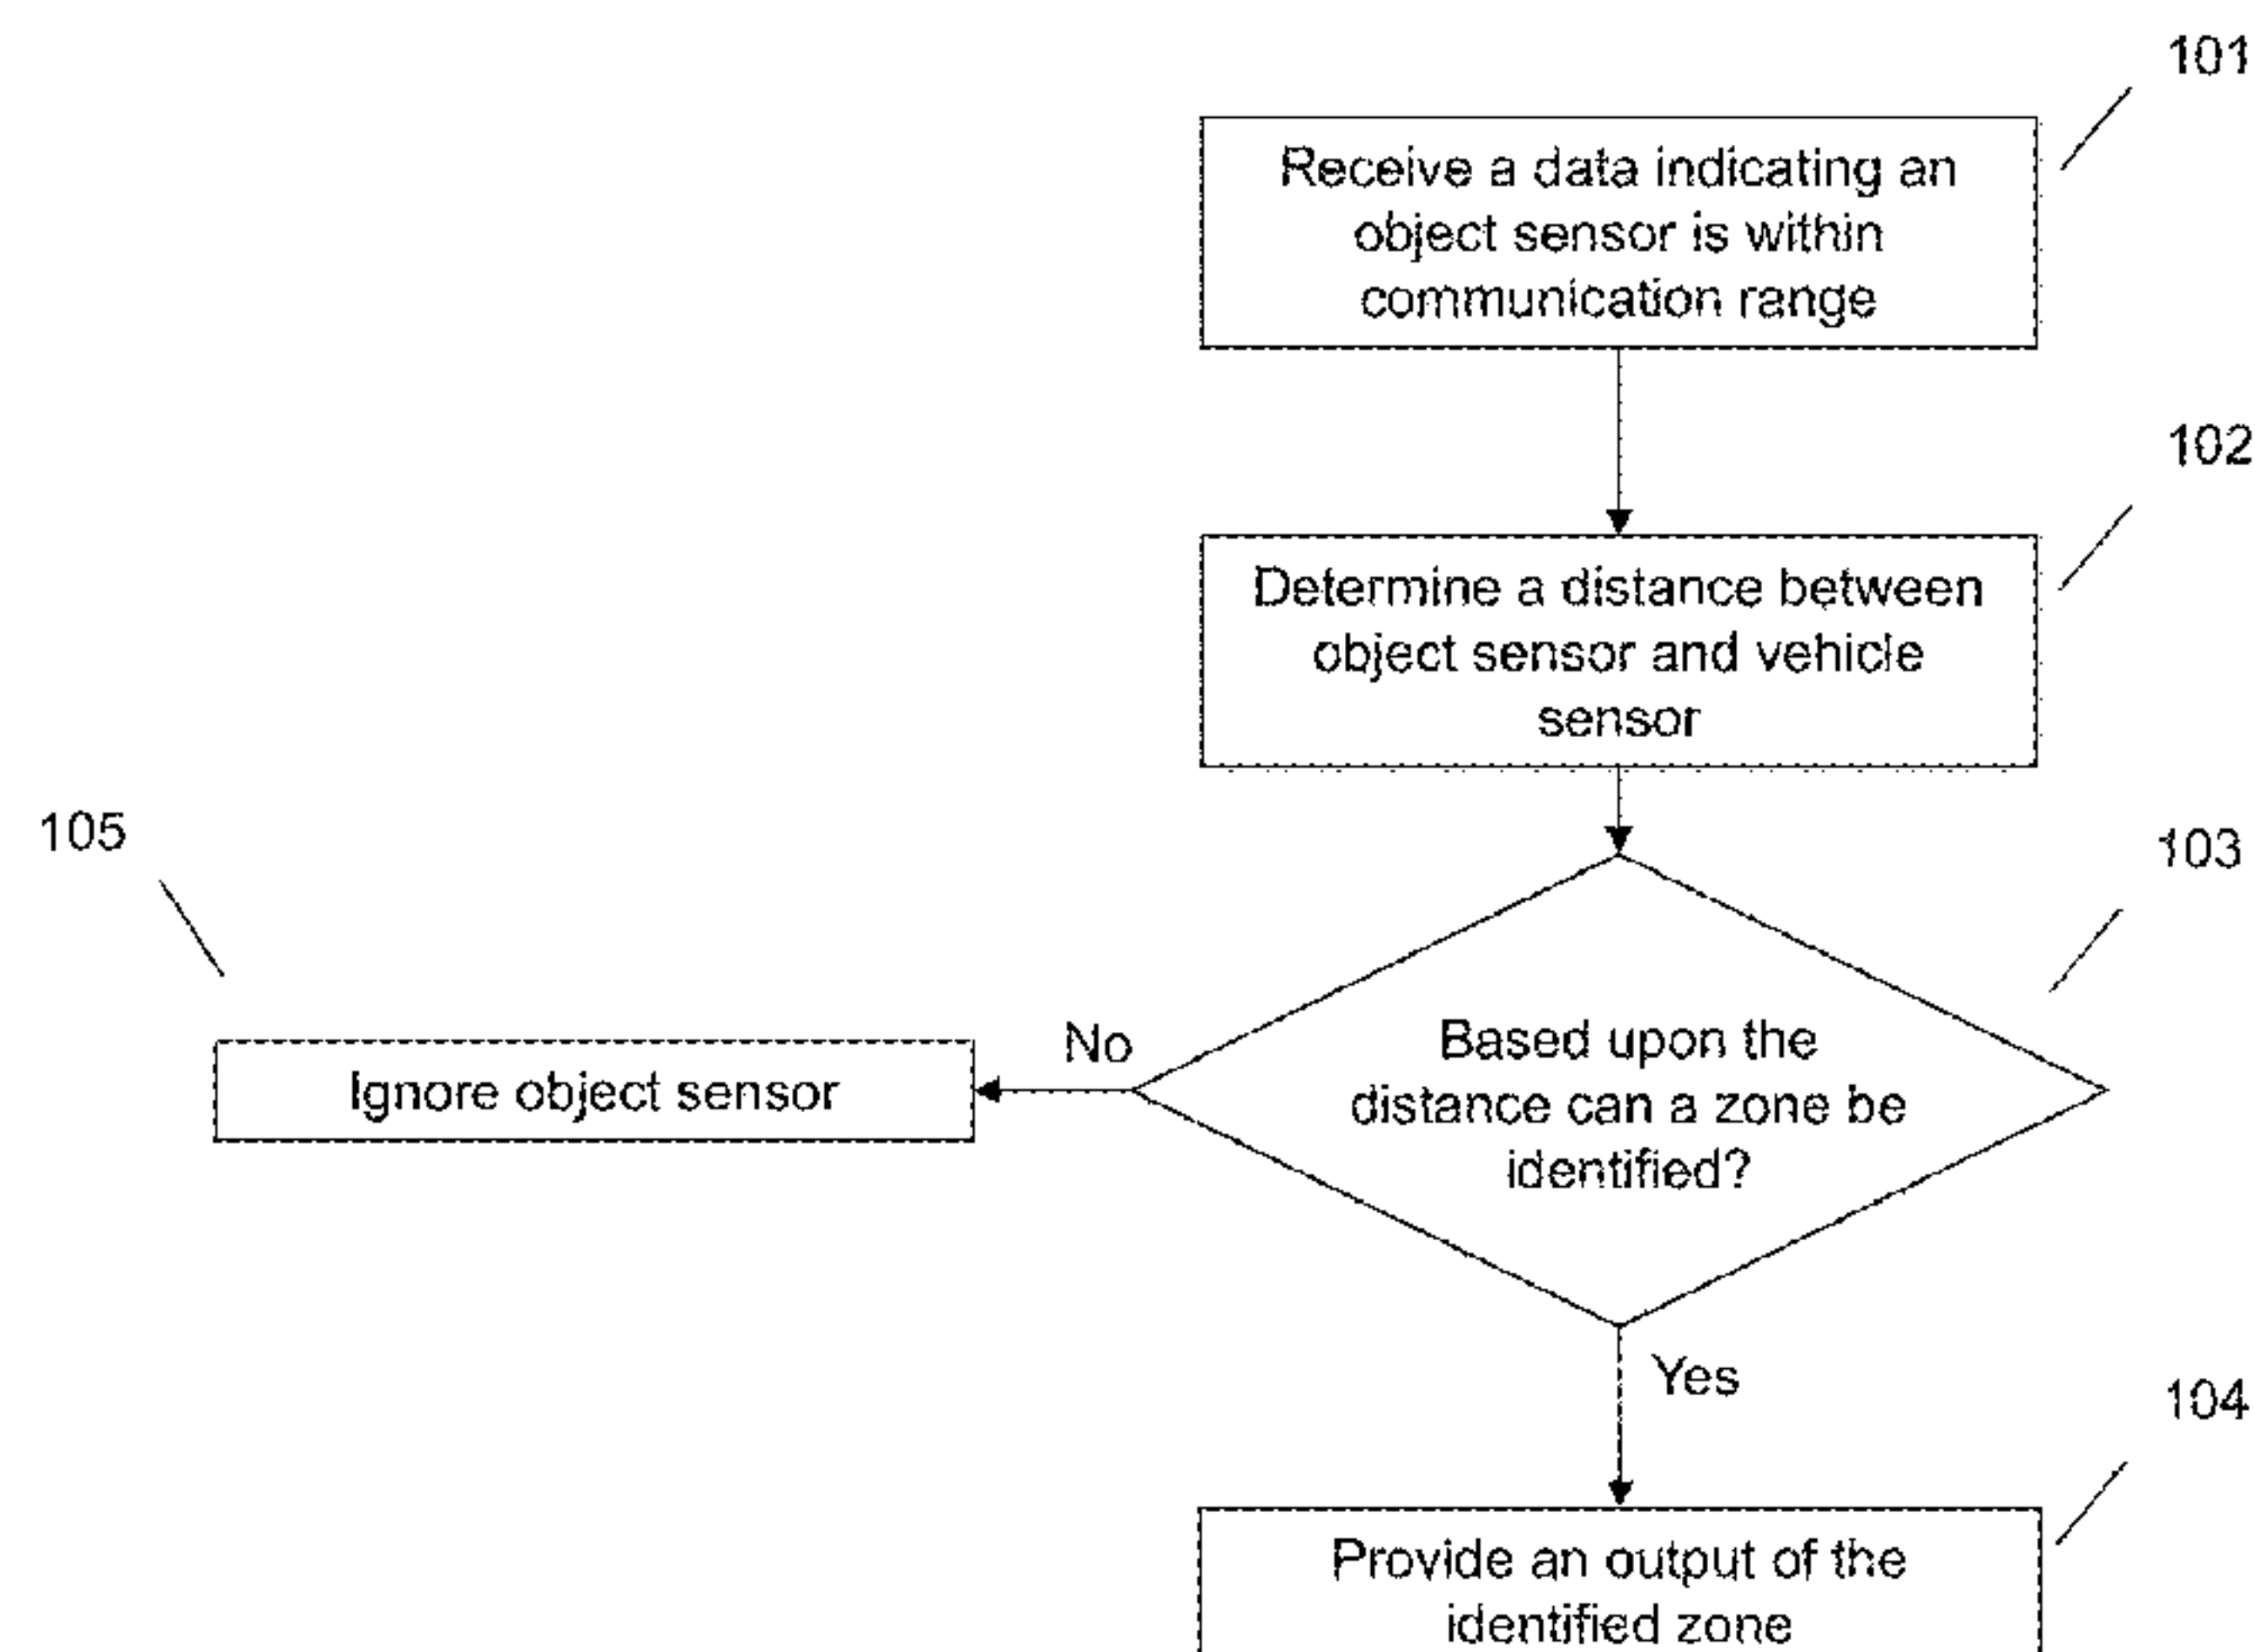 101
Receive a data indicating an
object sensor is within
communication range
102
Determine a distance between
object sensor and vehicle
sensor
105
103
No
Based upon the
distance can a zone be
identified?
Ignore object sensor
Yes
104
Provide an output of the
identified zone